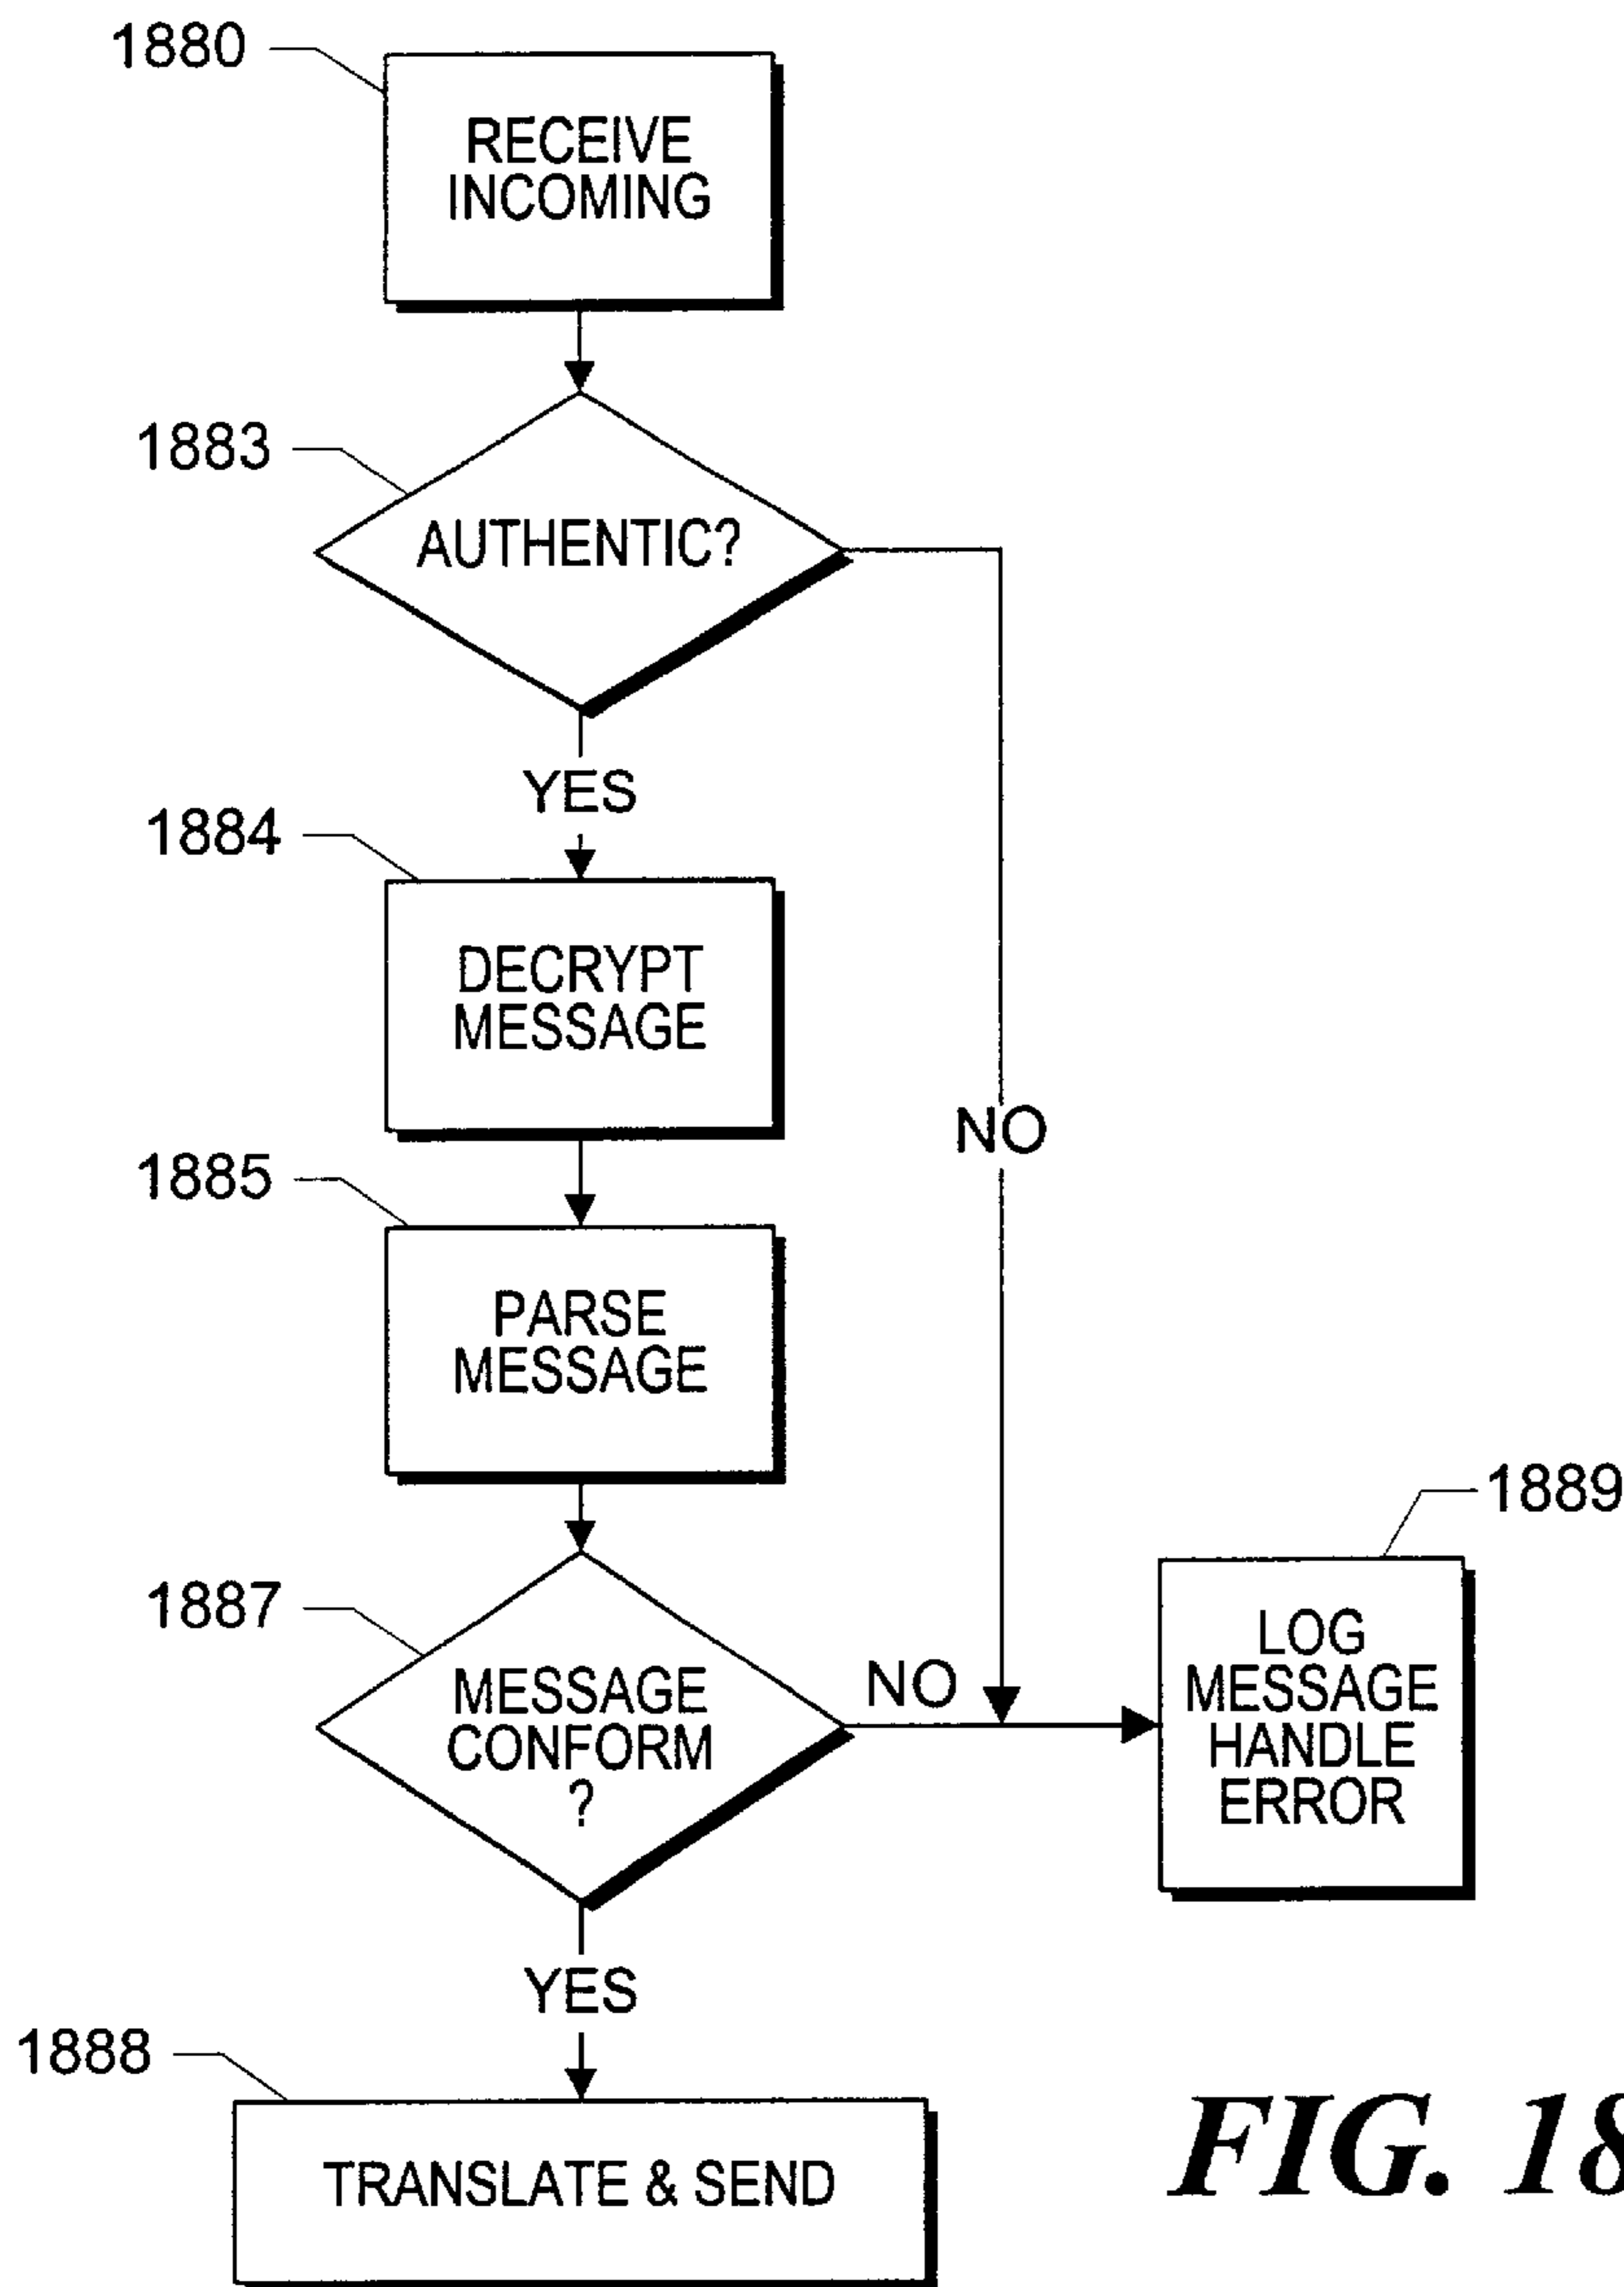 1880
RECEIVE
INCOMING
1883
AUTHENTIC?
YES
1884
DECRYPT
MESSAGE
NO
1885
PARSE
MESSAGE
1887
MESSAGE
CONFORM
?
NO
1889
LOG
MESSAGE
HANDLE
ERROR
YES
1888
TRANSLATE & SEND
FIG. 18